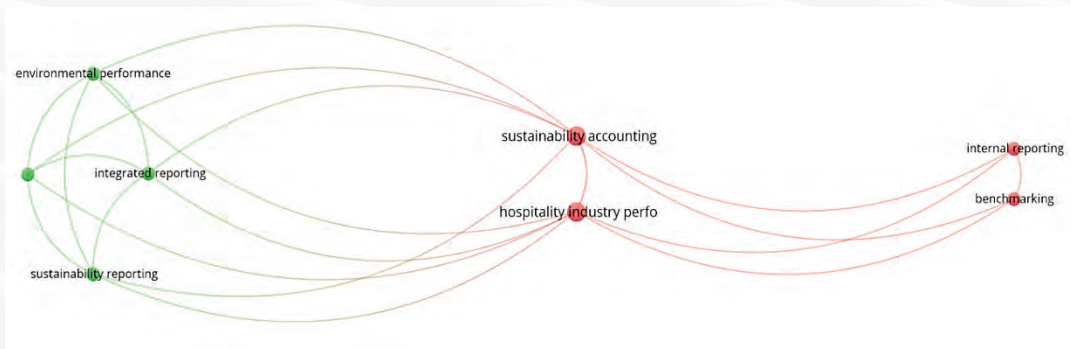 environmental performance
sustainability accounting
internal reporting
integrated reporting
benchmarking
hospitality industry perfo
sustainability reporting